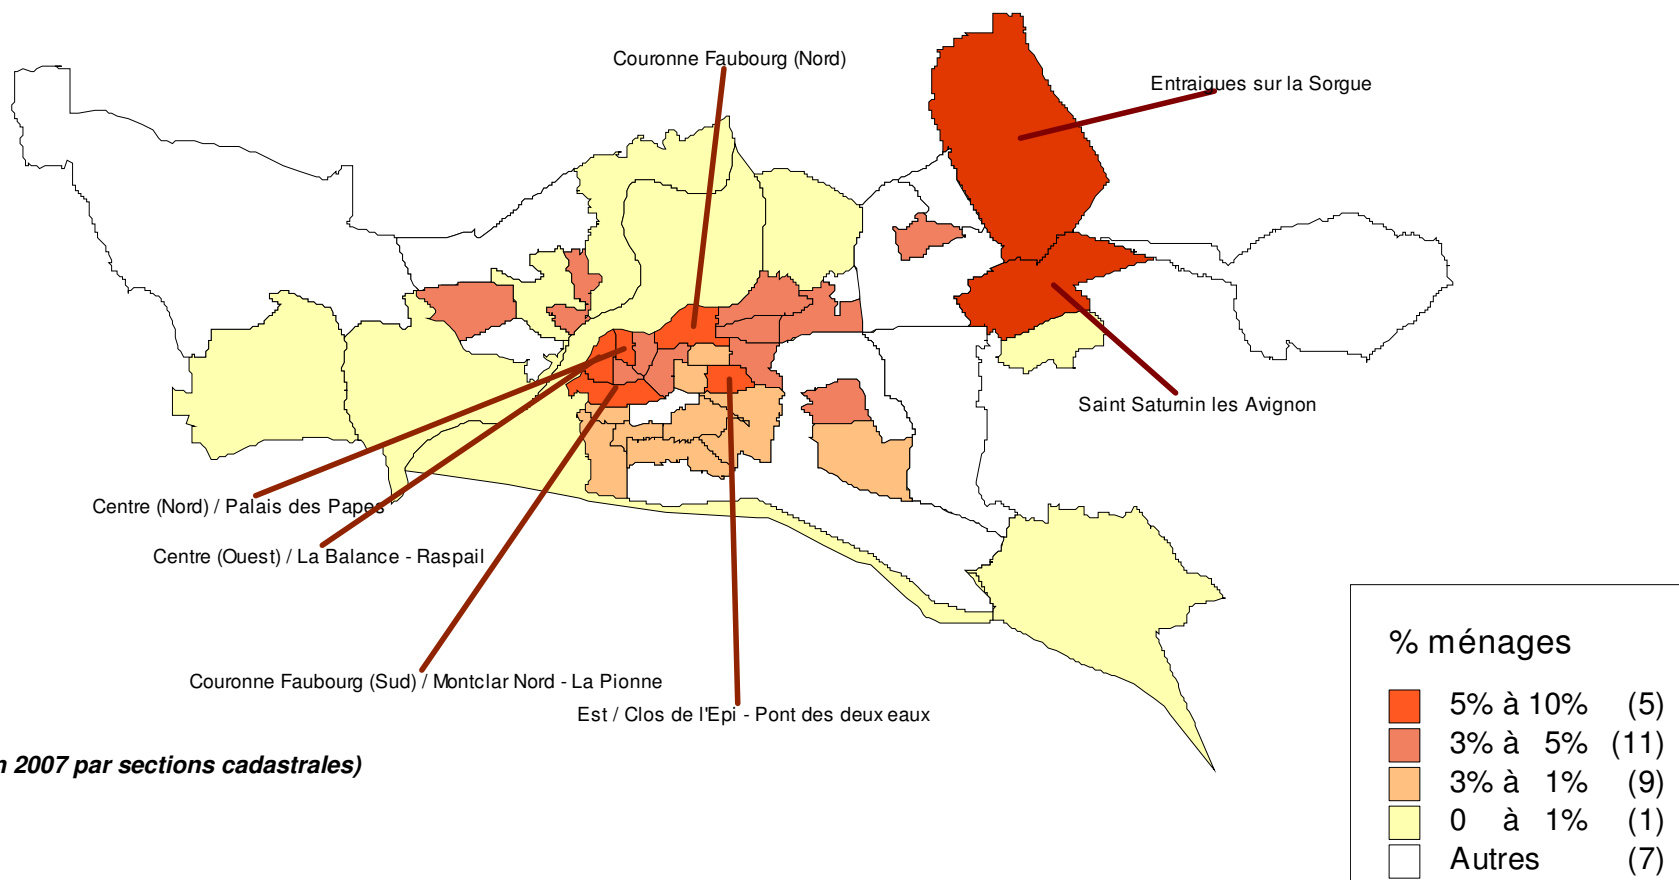 Couronne Faubourg (Nord)
Entraigues sur la Sorgue
Saint Saturnin les Avignon
Centre (Nord) / Palais des Papes
Centre (Ouest) / La Balance - Raspail
Couronne Faubourg (Sud) / Montclar Nord - La Pionne
Est / Clos de l'Epi - Pont des deux eaux
n 2007 par sections cadastrales)
% ménages
5% à 10% (5)
3% à 5% (11)
3% à 1% (9)
0 à 1% (1)
Autres (7)